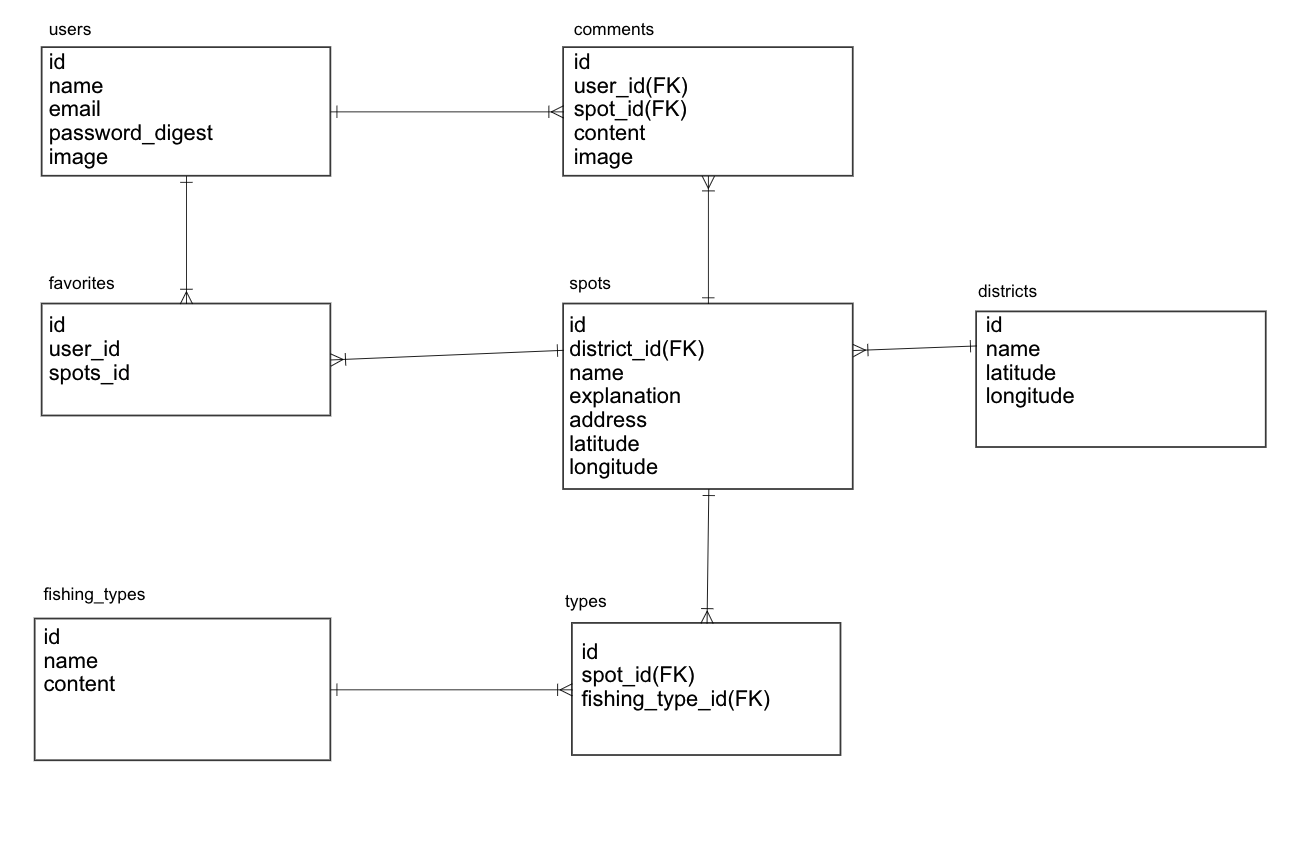 users
id
name
email
password_digest
image
comments
id
user_id(FK)
spot_id(FK)
content
image
favorites
id
user_id
spots_id
spots
id
district_id(FK)
name
explanation
address
latitude
longitude
districts
id
name
latitude
longitude
fishing_types
id
name
content
types
id
spot_id(FK)
fishing_type_id(FK)